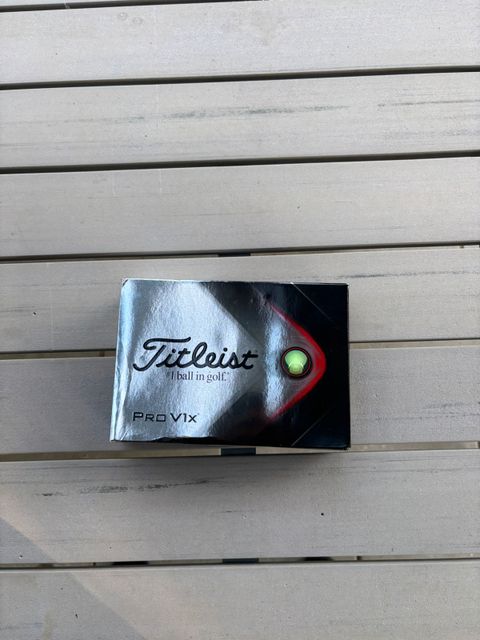 Titleist
"#1 ball in golf."
PRO V1x